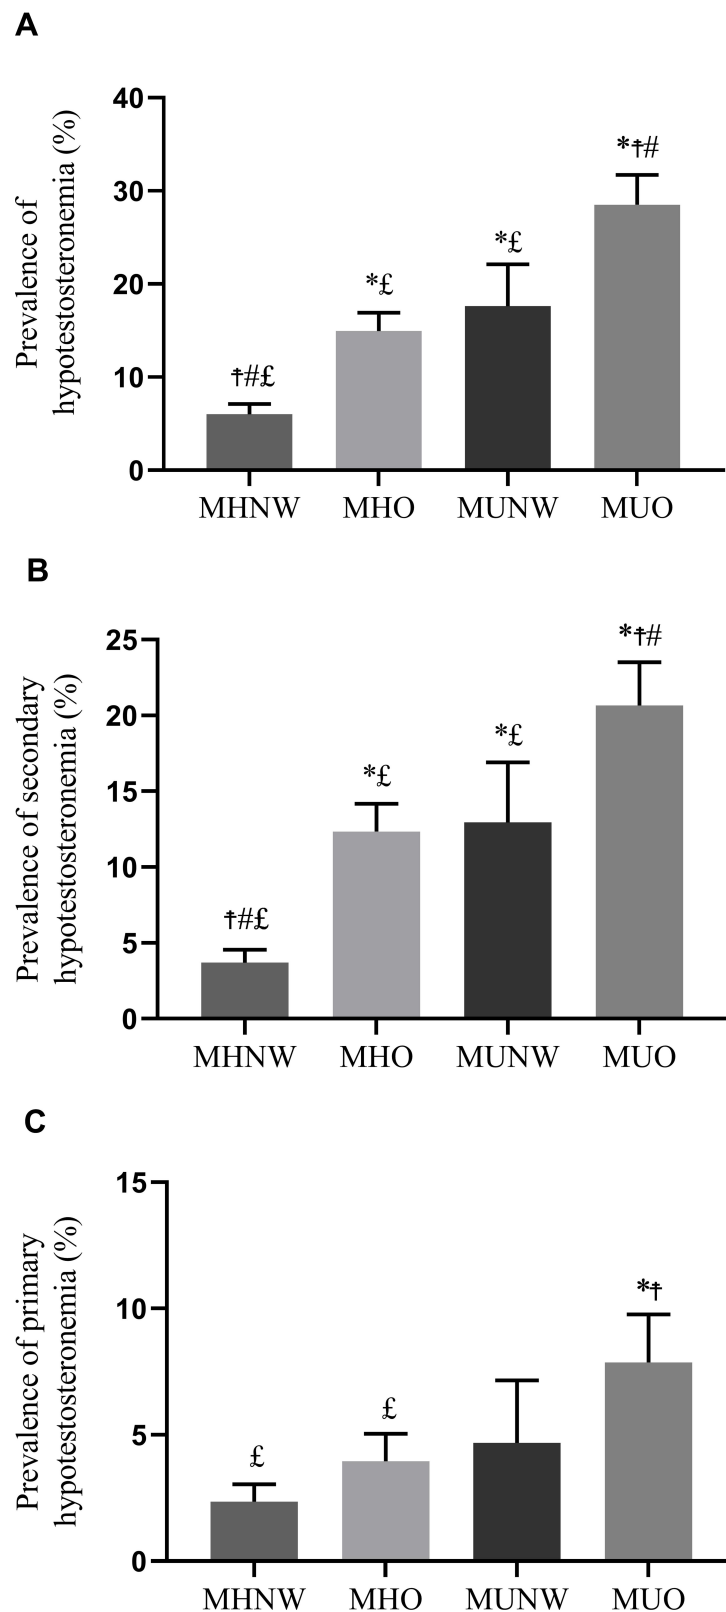 A
Prevalence of
hypotestosteronemia (%)
40
30
20
10
0
☨#£
*£
*£
*☨#
MHNW MHO MUNW MUO
B
Prevalence of secondary
hypotestosteronemia (%)
25
20
15
10
5
0
☨#£
*£
*£
*☨#
MHNW MHO MUNW MUO
C
Prevalence of primary
hypotestosteronemia (%)
15
10
5
0
£
£
*☨
MHNW MHO MUNW MUO